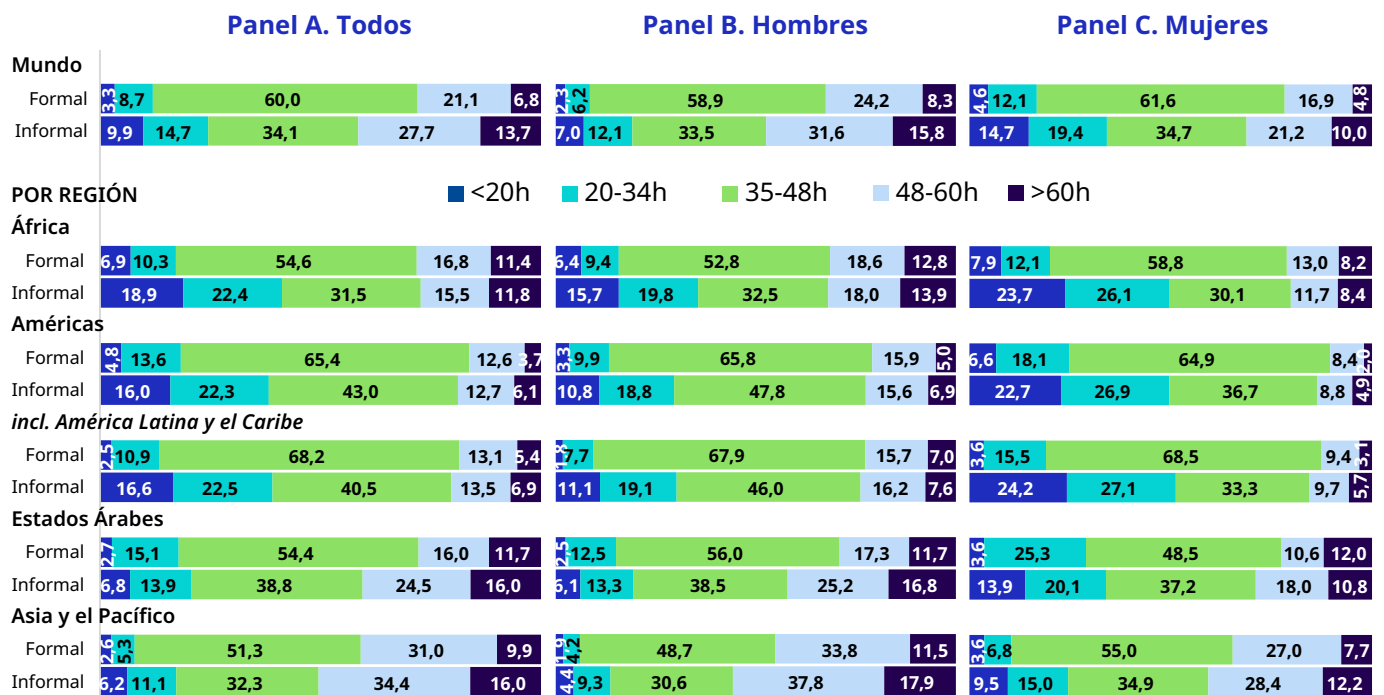 Panel A. Todos Panel B. Hombres Panel C. Mujeres
Mundo
Formal 3,3 8,7 60,0 21,1 6,8 2,3 6,2 58,9 24,2 8,3 4,6 12,1 61,6 16,9 4,8
Informal 9,9 14,7 34,1 27,7 13,7 7,0 12,1 33,5 31,6 15,8 14,7 19,4 34,7 21,2 10,0
POR REGIÓN <20h 20-34h 35-48h 48-60h >60h
África
Formal 6,9 10,3 54,6 16,8 11,4 6,4 9,4 52,8 18,6 12,8 7,9 12,1 58,8 13,0 8,2
Informal 18,9 22,4 31,5 15,5 11,8 15,7 19,8 32,5 18,0 13,9 23,7 26,1 30,1 11,7 8,4
Américas
Formal 4,8 13,6 65,4 12,6 3,7 3,3 9,9 65,8 15,9 5,0 6,6 18,1 64,9 8,4 2,0
Informal 16,0 22,3 43,0 12,7 6,1 10,8 18,8 47,8 15,6 6,9 22,7 26,9 36,7 8,8 4,9
incl. América Latina y el Caribe
Formal 2,5 10,9 68,2 13,1 5,4 1,8 7,7 67,9 15,7 7,0 3,6 15,5 68,5 9,4 3,1
Informal 16,6 22,5 40,5 13,5 6,9 11,1 19,1 46,0 16,2 7,6 24,2 27,1 33,3 9,7 5,7
Estados Árabes
Formal 2,7 15,1 54,4 16,0 11,7 2,5 12,5 56,0 17,3 11,7 3,6 25,3 48,5 10,6 12,0
Informal 6,8 13,9 38,8 24,5 16,0 6,1 13,3 38,5 25,2 16,8 13,9 20,1 37,2 18,0 10,8
Asia y el Pacífico
Formal 2,6 5,3 51,3 31,0 9,9 1,9 4,2 48,7 33,8 11,5 3,6 6,8 55,0 27,0 7,7
Informal 6,2 11,1 32,3 34,4 16,0 4,4 9,3 30,6 37,8 17,9 9,5 15,0 34,9 28,4 12,2